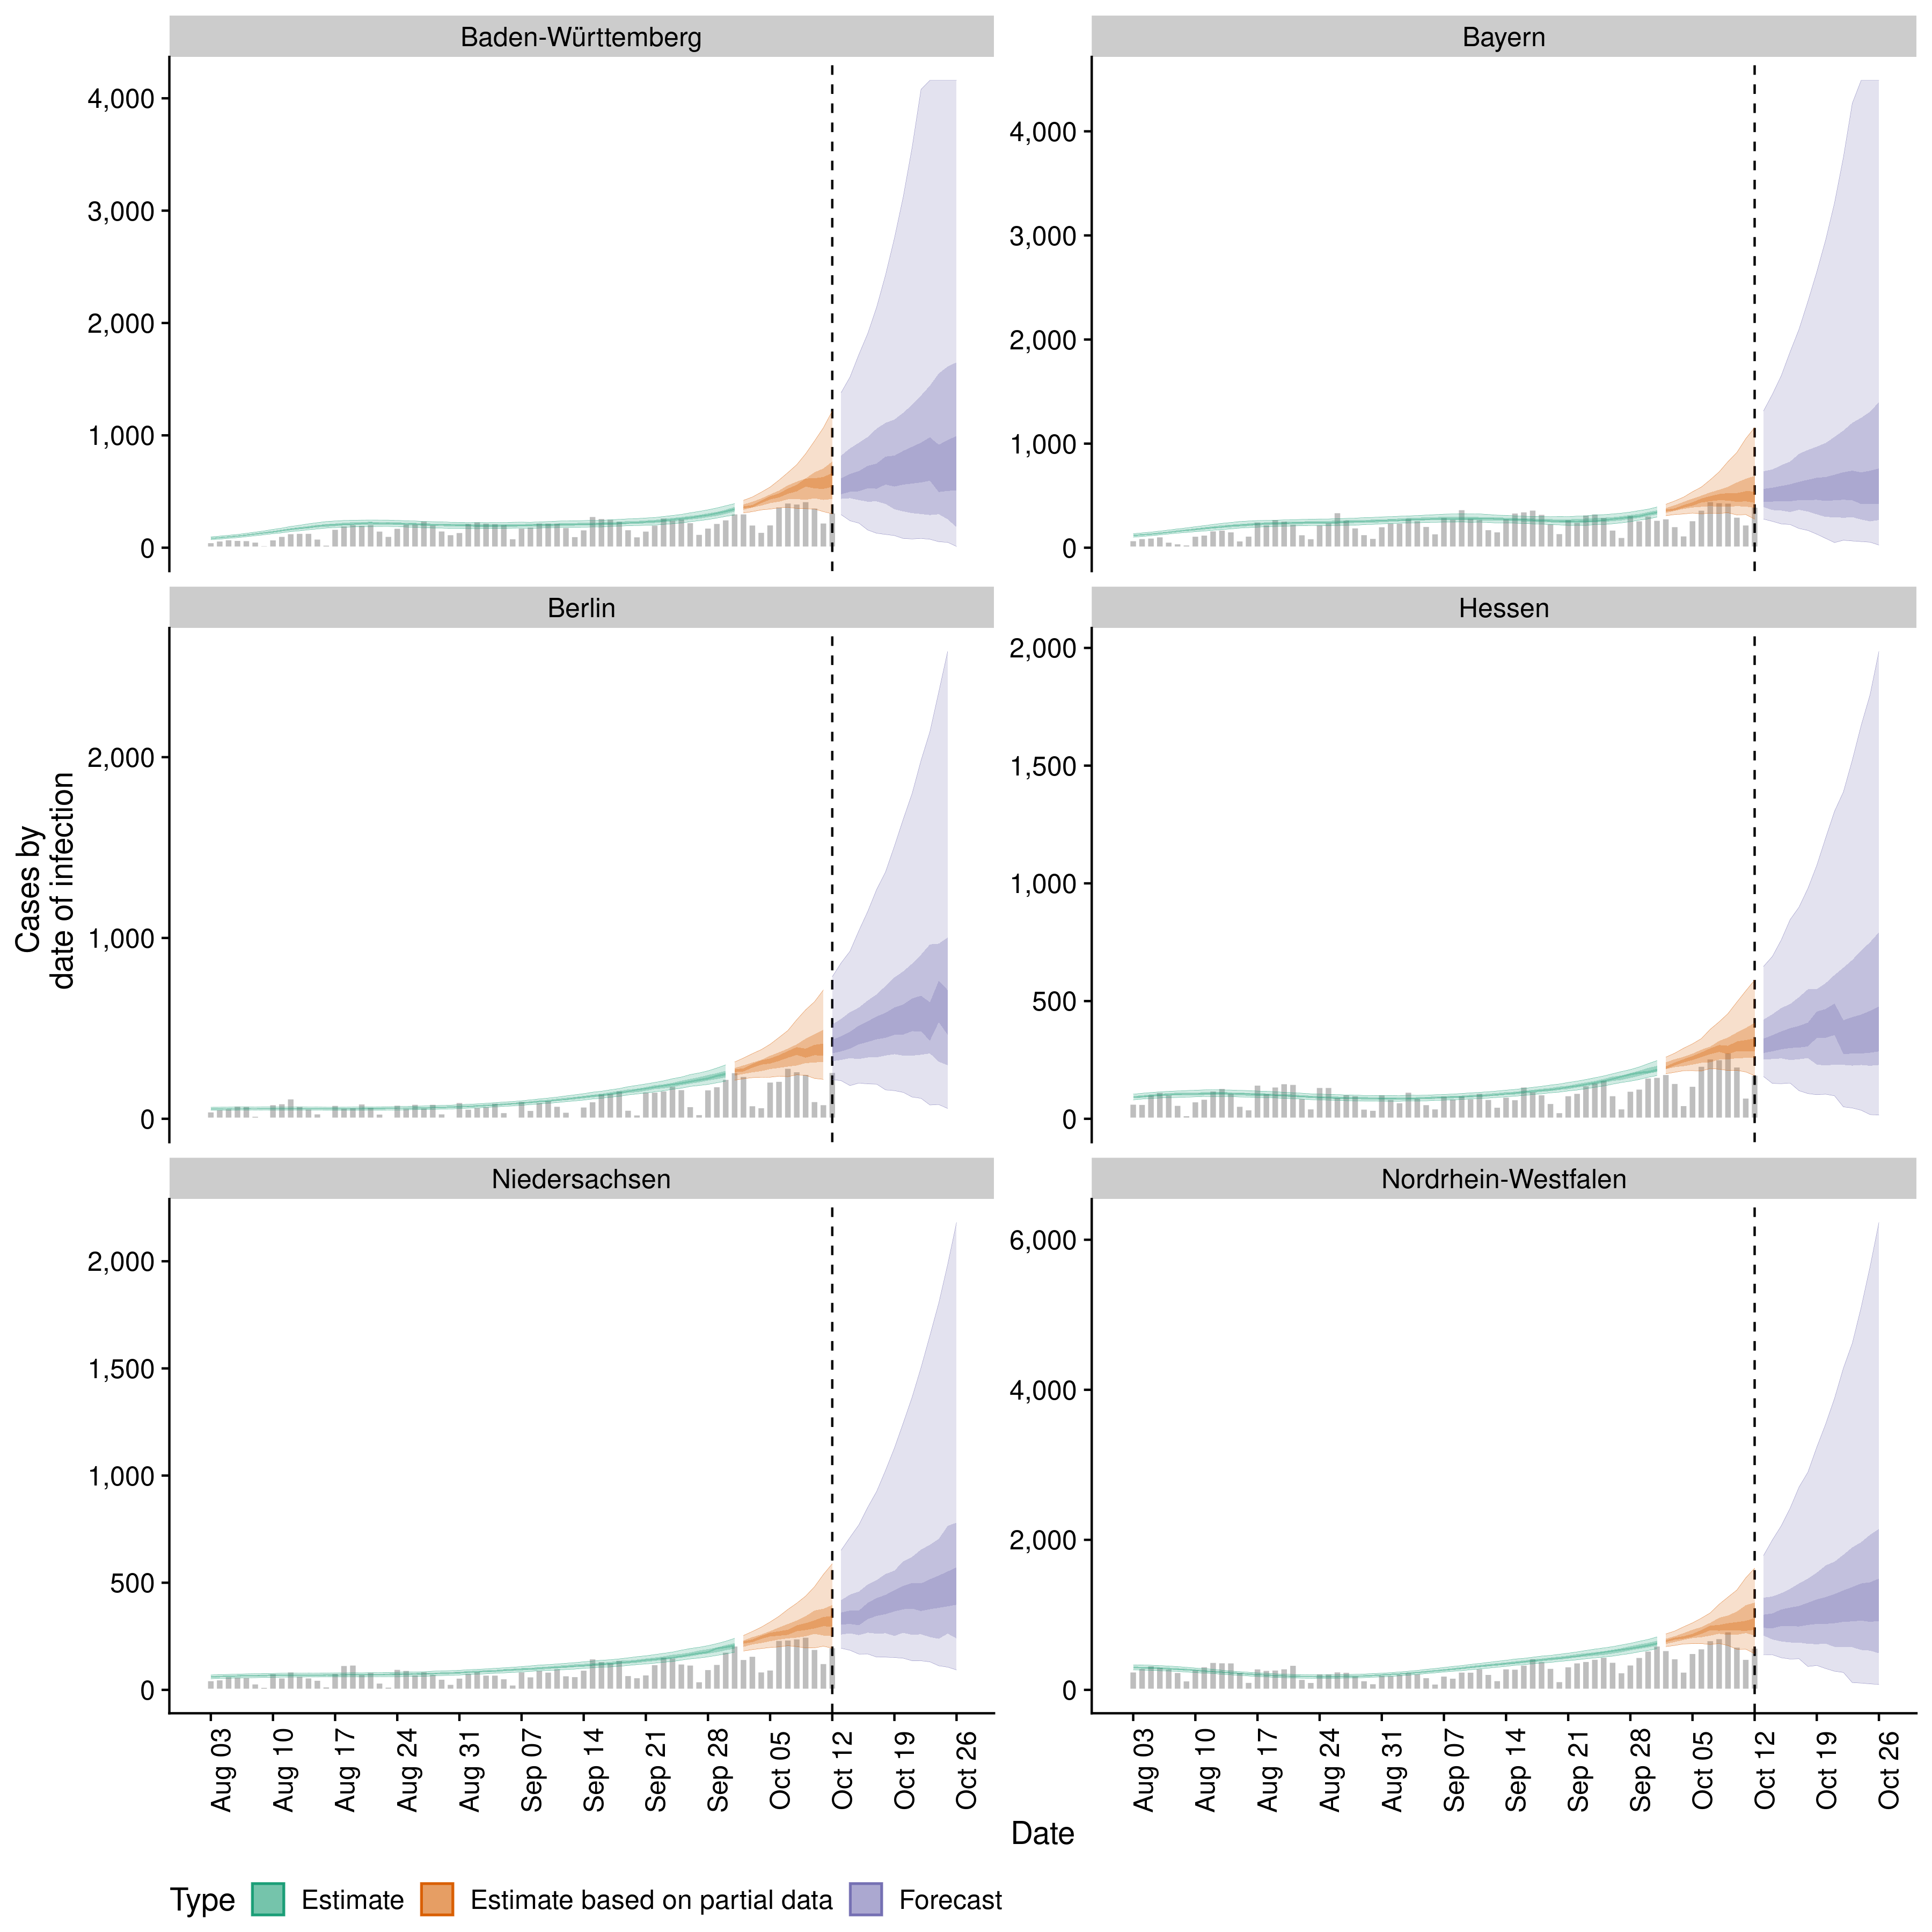 Baden-Württemberg
Bayern
4,000
3,000
2,000
1,000
0
4,000
3,000
2,000
1,000
0
Berlin
Hessen
2,000
1,000
0
2,000
1,500
1,000
500
0
Cases by
date of infection
Niedersachsen
Nordrhein-Westfalen
2,000
1,500
1,000
500
0
6,000
4,000
2,000
0
Aug 03
Aug 10
Aug 17
Aug 24
Aug 31
Sep 07
Sep 14
Sep 21
Sep 28
Oct 05
Oct 12
Oct 19
Oct 26
Aug 03
Aug 10
Aug 17
Aug 24
Aug 31
Sep 07
Sep 14
Sep 21
Sep 28
Oct 05
Oct 12
Oct 19
Oct 26
Date
Type Estimate Estimate based on partial data Forecast